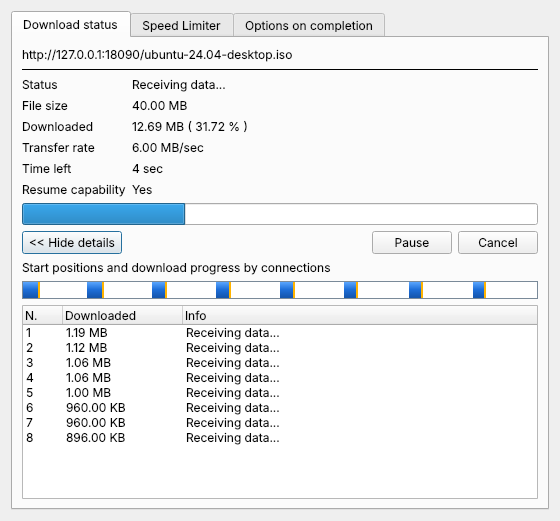 Download status Speed Limiter Options on completion
http://127.0.0.1:18090/ubuntu-24.04-desktop.iso
Status Receiving data...
File size 40.00 MB
Downloaded 12.69 MB ( 31.72 % )
Transfer rate 6.00 MB/sec
Time left 4 sec
Resume capability Yes
<< Hide details Pause Cancel
Start positions and download progress by connections
N. Downloaded Info
1 1.19 MB Receiving data...
2 1.12 MB Receiving data...
3 1.06 MB Receiving data...
4 1.06 MB Receiving data...
5 1.00 MB Receiving data...
6 960.00 KB Receiving data...
7 960.00 KB Receiving data...
8 896.00 KB Receiving data...